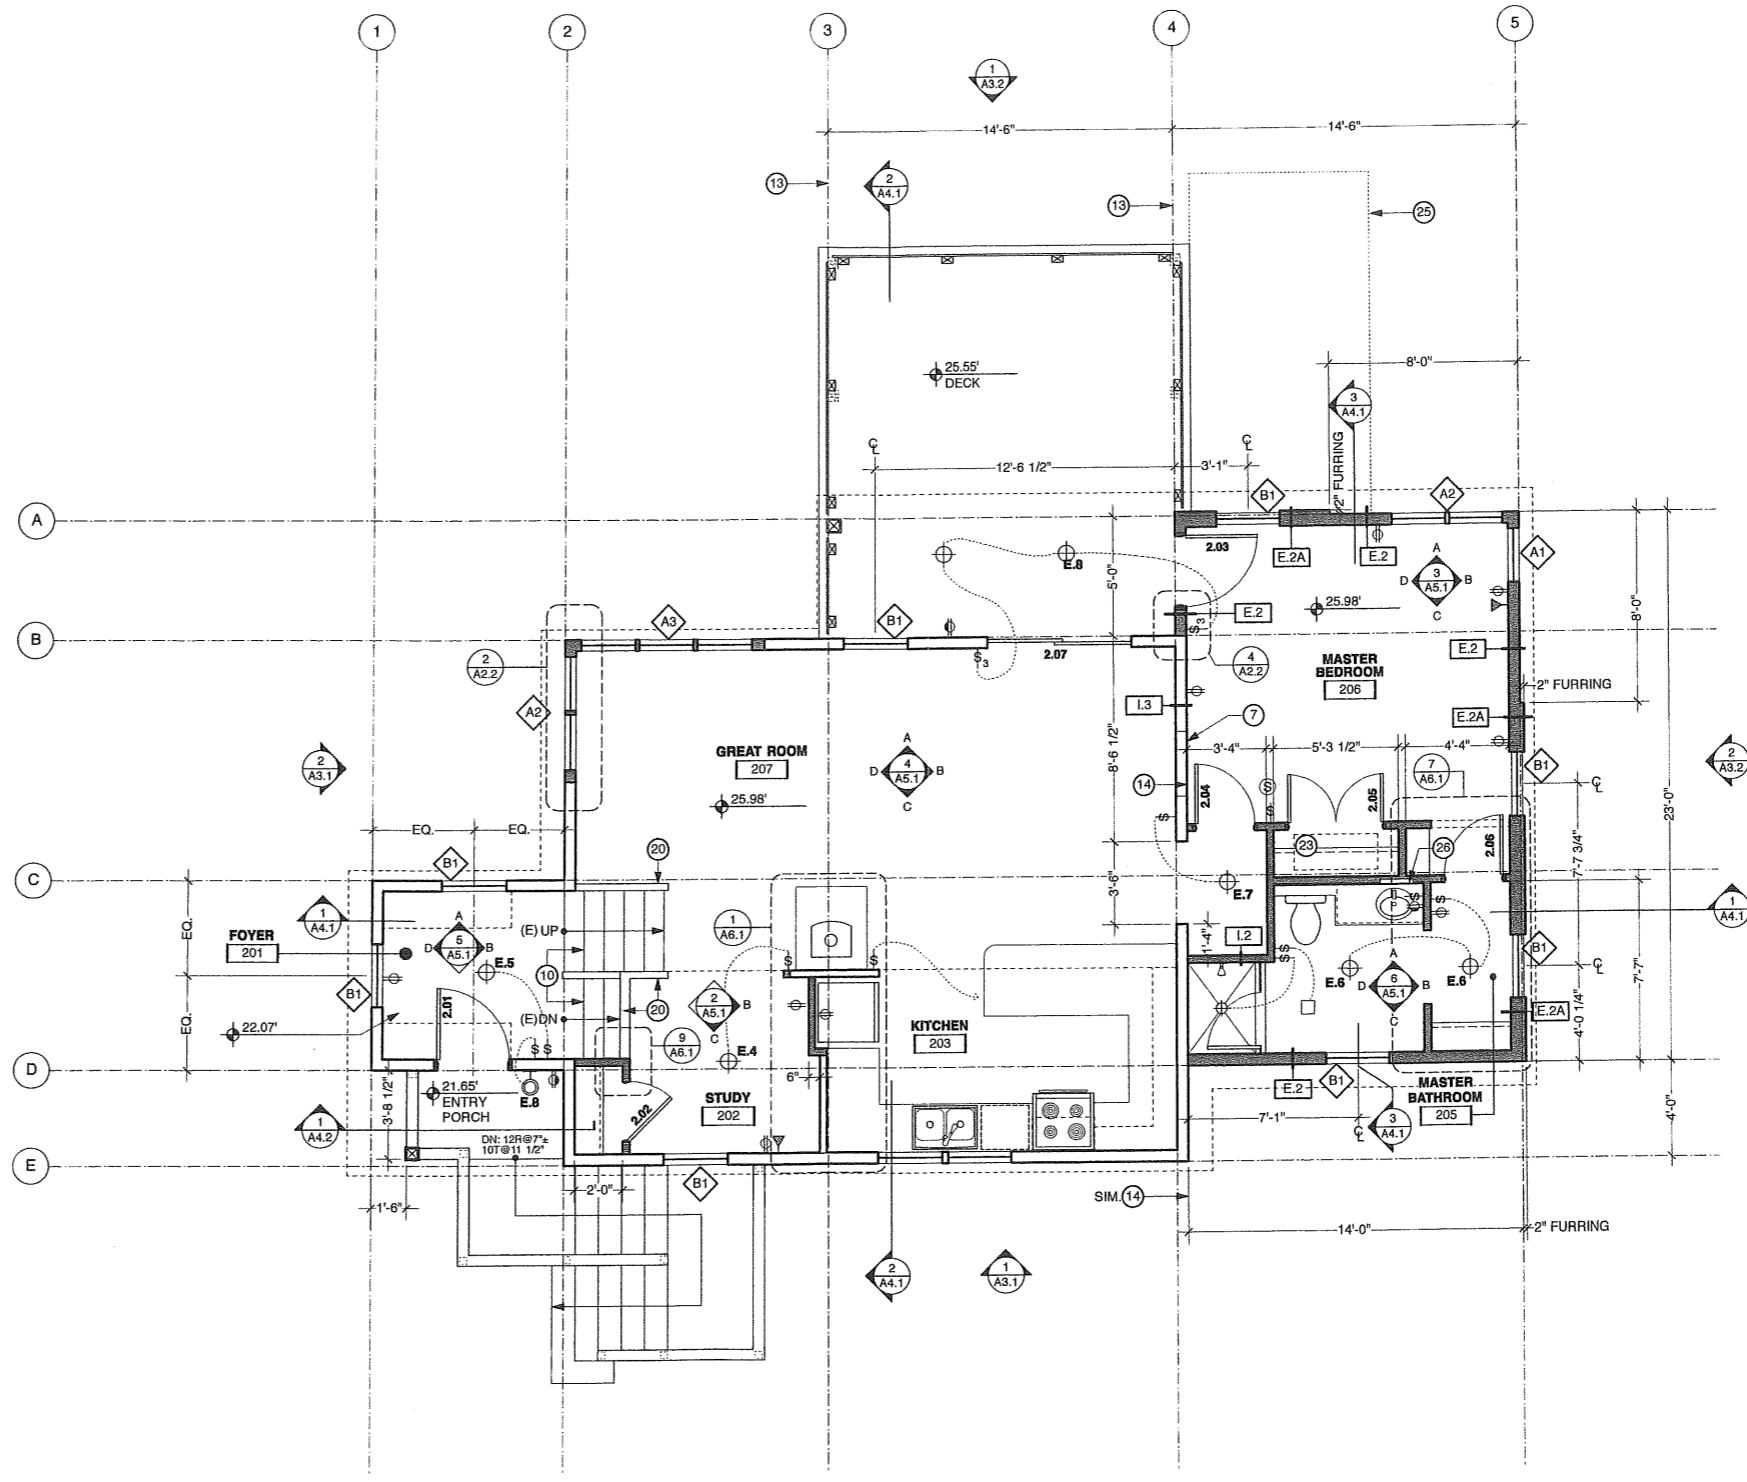 1
2
3
4
5
1
A3.2
14'-6"
14'-6"
13
2
A4.1
13
25
25.55'
DECK
8'-0"
3
A4.1
2" FURRING
CL
12'-6 1/2"
3'-1"
CL
A
B1
A2
2.03
E.2A
E.2
A1
E.8
5'-0"
A
D
3
A5.1
B
C
25.98'
8'-0"
23'-0"
B
A3
B1
S3
E.2
S3
2.07
4
A2.2
MASTER
BEDROOM
206
E.2
2
A2.2
2" FURRING
A2
I.3
7
E.2A
GREAT ROOM
207
A
D
4
A5.1
B
C
8'-6 1/2"
3'-4"
5'-3 1/2"
4'-4"
7
A6.1
2
A3.1
B1
CL
2
A3.2
14
S
S
2.04
2.05
25.98'
EQ.
EQ.
S
23
26
2.06
7'-7 3/4"
20
B1
C
3'-6"
E.7
S
S
P
1
A4.1
1
A4.1
FOYER
201
A
D
5
A5.1
B
(E) UP
1
A6.1
EQ.
1'-4"
I.2
B1
CL
E.5
S
S
S
E.6
E.6
A
D
6
A5.1
B
C
7'-7"
B1
10
20
2
A5.1
B
C
2.01
(E) DN
22.07'
EQ.
KITCHEN
203
E.2A
4'-0 1/4"
S S
9
A6.1
E.4
D
6"
21.65'
ENTRY
PORCH
E.8
3'-8 1/2"
STUDY
202
2.02
E.2
B1
MASTER
BATHROOM
205
4'-0"
1
A4.2
DN: 12R@7"±
10T@11 1/2"
7'-1"
CL
3
A4.1
E
B1
2'-0"
1'-6"
SIM. 14
14'-0"
2" FURRING
2
A4.1
1
A3.1